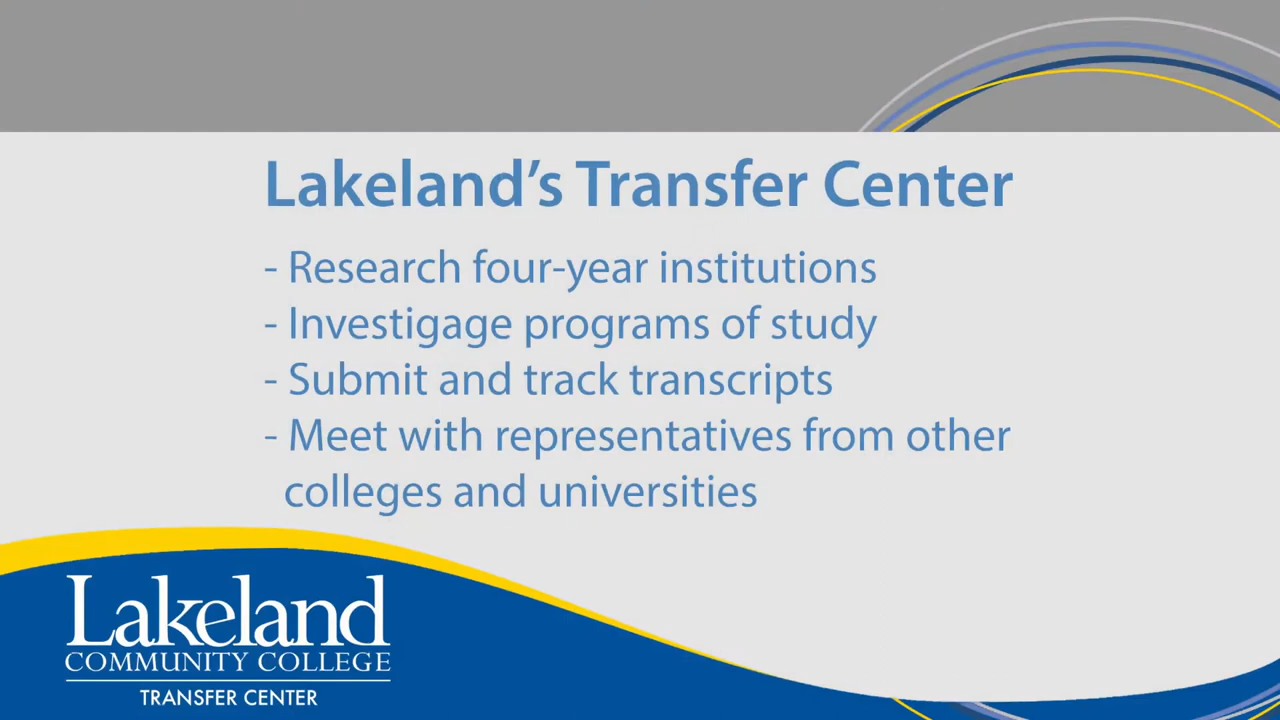 Lakeland's Transfer Center
- Research four-year institutions
- Investigage programs of study
- Submit and track transcripts
- Meet with representatives from other
colleges and universities
Lakeland
COMMUNITY COLLEGE
TRANSFER CENTER